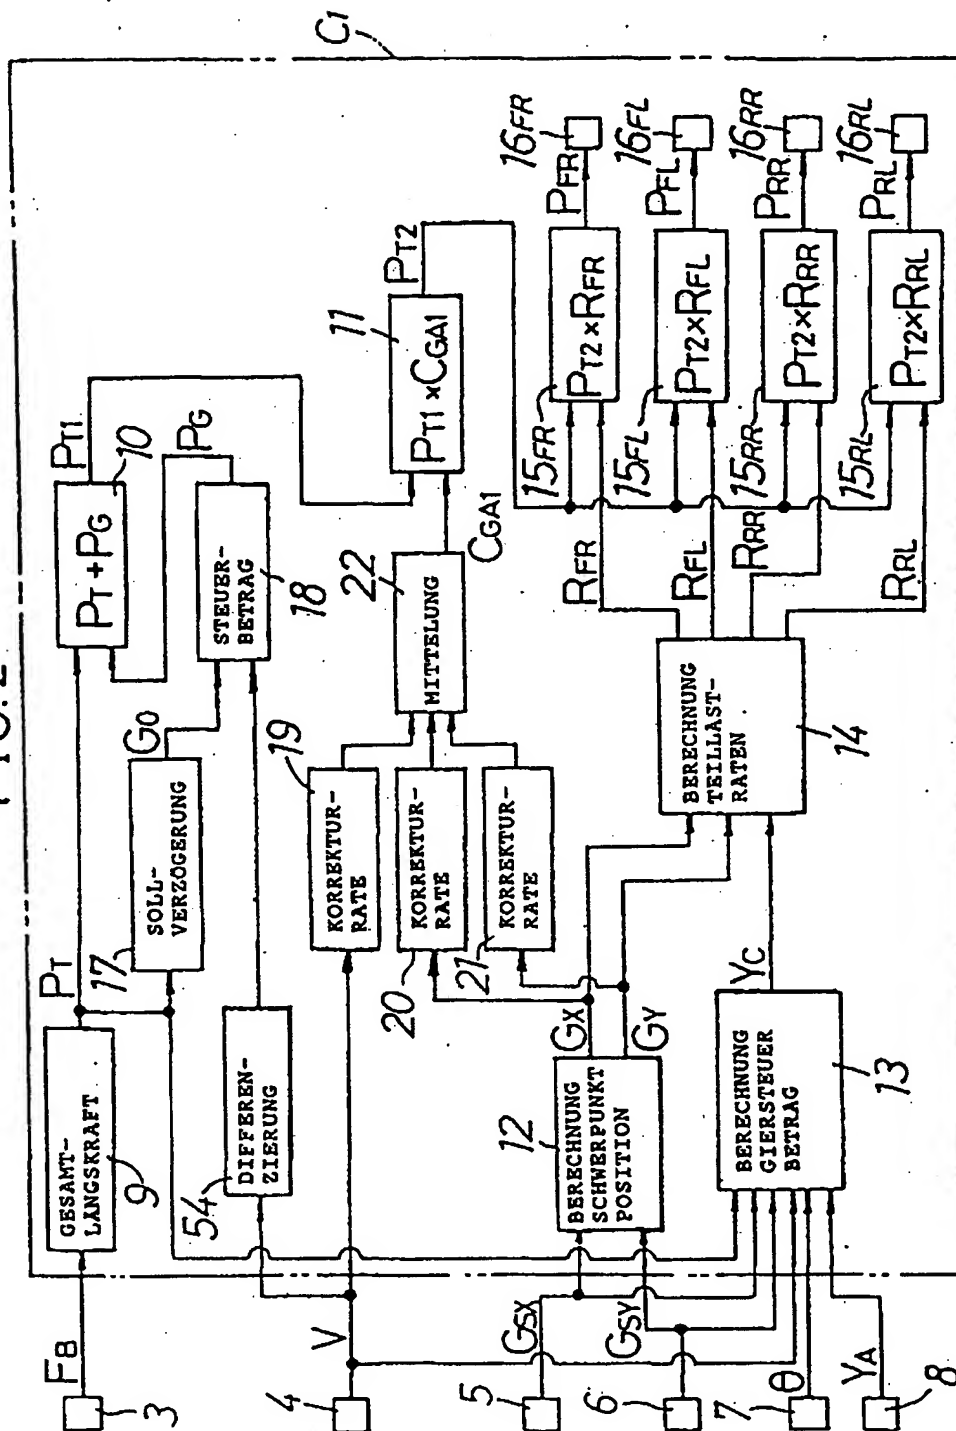 FIG. 2
C1
FB
3
GESAMT-
LÄNGSKRAFT
9
PT
PT + PG
10
PT1
17
SOLL-
VERZÖGERUNG
G0
STEUER-
BETRAG
18
PG
54
DIFFEREN-
ZIERUNG
V
4
KORREKTUR-
RATE
19
KORREKTUR-
RATE
20
KORREKTUR-
RATE
21
MITTELUNG
22
CGA1
PT1 × CGA1
11
PT2
GSX
5
GSY
6
BERECHNUNG
SCHWERPUNKT
POSITION
12
GX
GY
θ
7
YA
8
BERECHNUNG
GIERSTEUER
BETRAG
13
YC
BERECHNUNG
TEILLAST-
RATEN
14
RFR
RFL
RRR
RRL
15FR
PT2×RFR
PFR
16FR
15FL
PT2×RFL
PFL
16FL
15RR
PT2×RRR
PRR
16RR
15RL
PT2×RRL
PRL
16RL